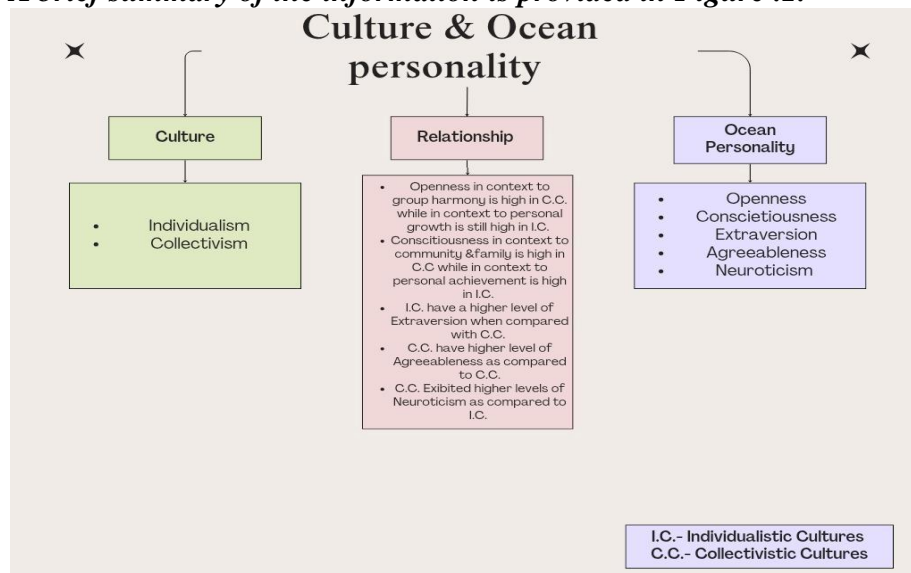 A brief summary of the information is provided in Figure .1.
Culture & Ocean
personality
Culture
• Individualism
• Collectivism
Relationship
• Openness in context to
group harmony is high in C.C.
while in context to personal
growth is still high in I.C.
• Conscitiousness in context to
community &family is high in
C.C while in context to
personal achievement is high
in I.C.
• I.C. have a higher level of
Extraversion when compared
with C.C.
• C.C. have higher level of
Agreeableness as compared
to C.C.
• C.C. Exibited higher levels of
Neuroticism as compared to
I.C.
Ocean
Personality
• Openness
• Conscietiousness
• Extraversion
• Agreeableness
• Neuroticism
I.C.- Individualistic Cultures
C.C.- Collectivistic Cultures